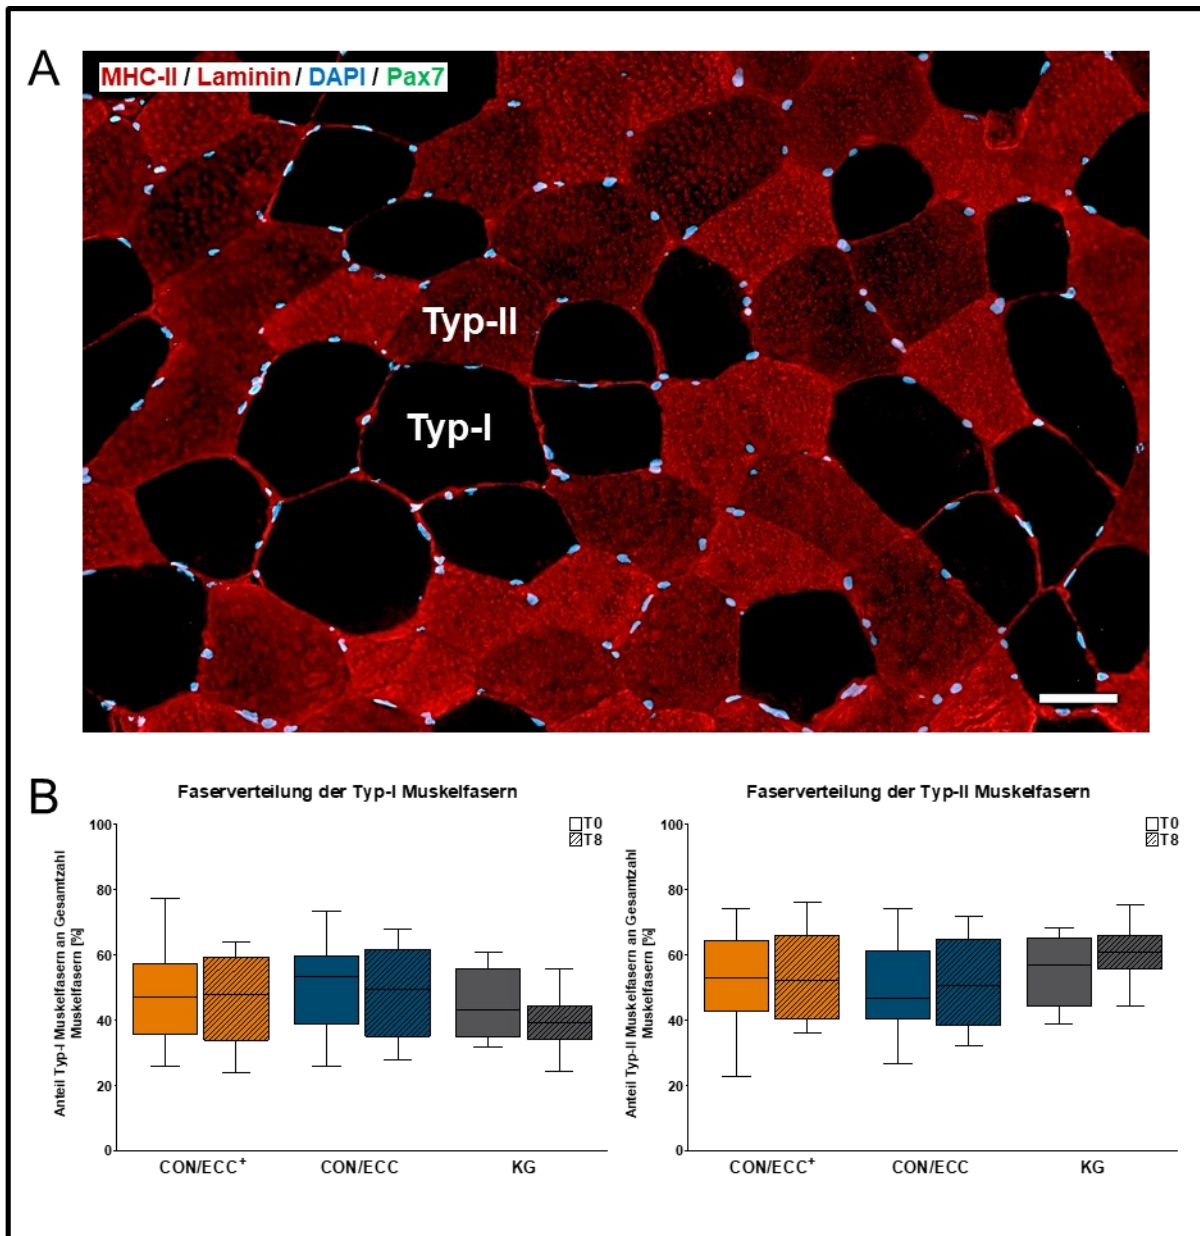 A
MHC-II / Laminin / DAPI / Pax7
Typ-II
Typ-I
B
Faserverteilung der Typ-I Muskelfasern
Anteil Typ-I Muskelfasern an Gesamtzahl
Muskelfasern [%]
100
80
60
40
20
0
T0
T8
CON/ECC+
CON/ECC
KG
Faserverteilung der Typ-II Muskelfasern
Anteil Typ-II Muskelfasern an Gesamtzahl
Muskelfasern [%]
100
80
60
40
20
0
T0
T8
CON/ECC+
CON/ECC
KG